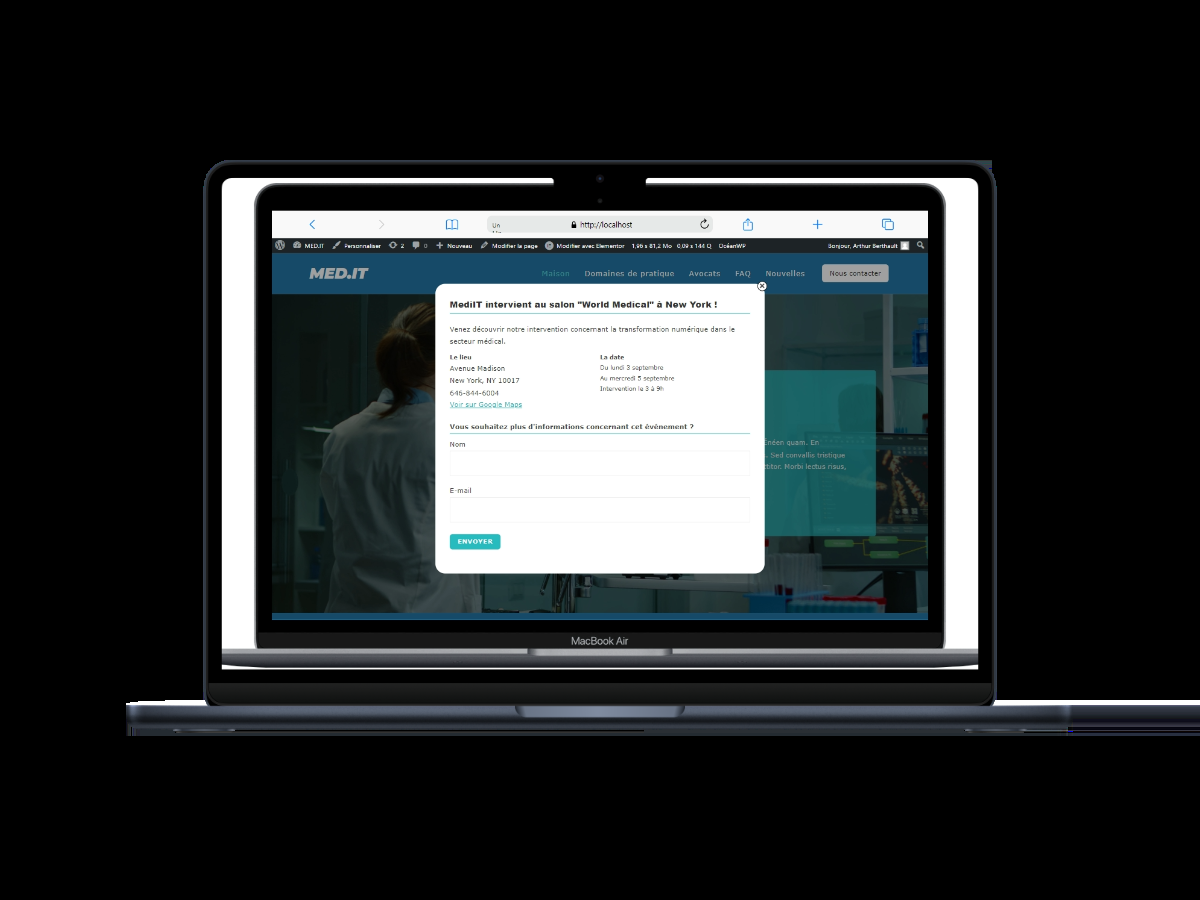 Un
http://localhost
MED.IT Personnaliser 2 0 Nouveau Modifier la page Modifier avec Elementor 1,96 s 81,2 Mo 0,09 s 144 Q OcéanWP Bonjour, Arthur Berthault
MED.IT
Maison Domaines de pratique Avocats FAQ Nouvelles Nous contacter
MediIT intervient au salon "World Medical" à New York !
Venez découvrir notre intervention concernant la transformation numérique dans le
secteur médical.
Le lieu
Avenue Madison
New York, NY 10017
646-844-6004
Voir sur Google Maps
La date
Du lundi 3 septembre
Au mercredi 5 septembre
Intervention le 3 à 9h
Vous souhaitez plus d'informations concernant cet évènement ?
Nom
E-mail
ENVOYER
Enéen quam. En
. Sed convallis tristique
Morbi lectus risus,
MacBook Air